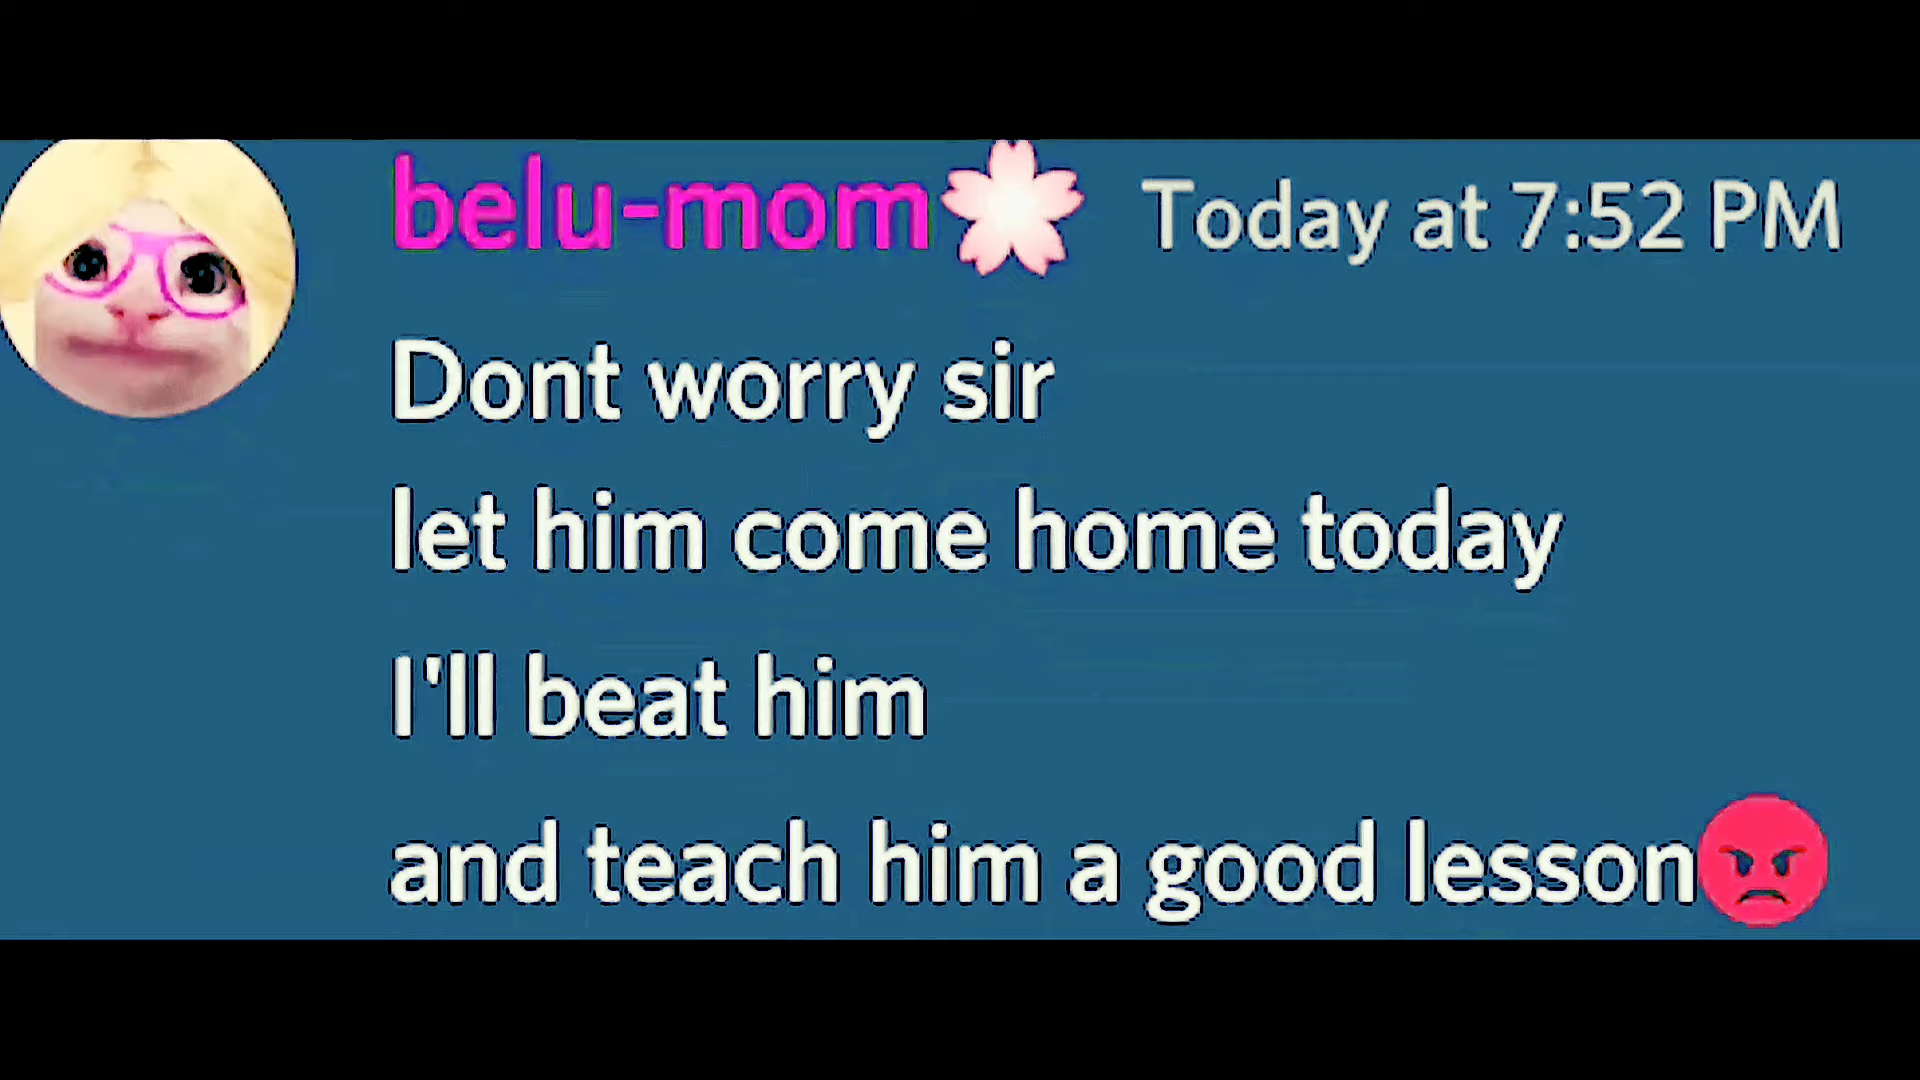 belu-mom🌸 Today at 7:52 PM
Dont worry sir
let him come home today
I'll beat him
and teach him a good lesson😡